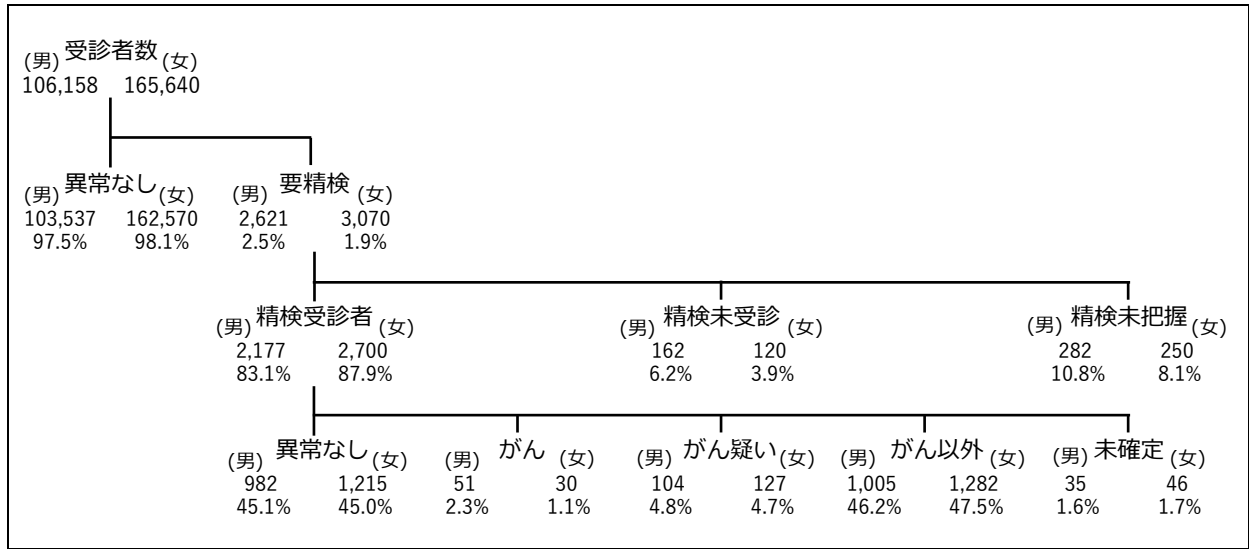 (男) 受診者数 (女)
106,158 165,640
(男) 異常なし (女) (男) 要精検 (女)
103,537 162,570 2,621 3,070
97.5% 98.1% 2.5% 1.9%
(男) 精検受診者 (女) (男) 精検未受診 (女) (男) 精検未把握 (女)
2,177 2,700 162 120 282 250
83.1% 87.9% 6.2% 3.9% 10.8% 8.1%
(男) 異常なし (女) (男) がん (女) (男) がん疑い (女) (男) がん以外 (女) (男) 未確定 (女)
982 1,215 51 30 104 127 1,005 1,282 35 46
45.1% 45.0% 2.3% 1.1% 4.8% 4.7% 46.2% 47.5% 1.6% 1.7%